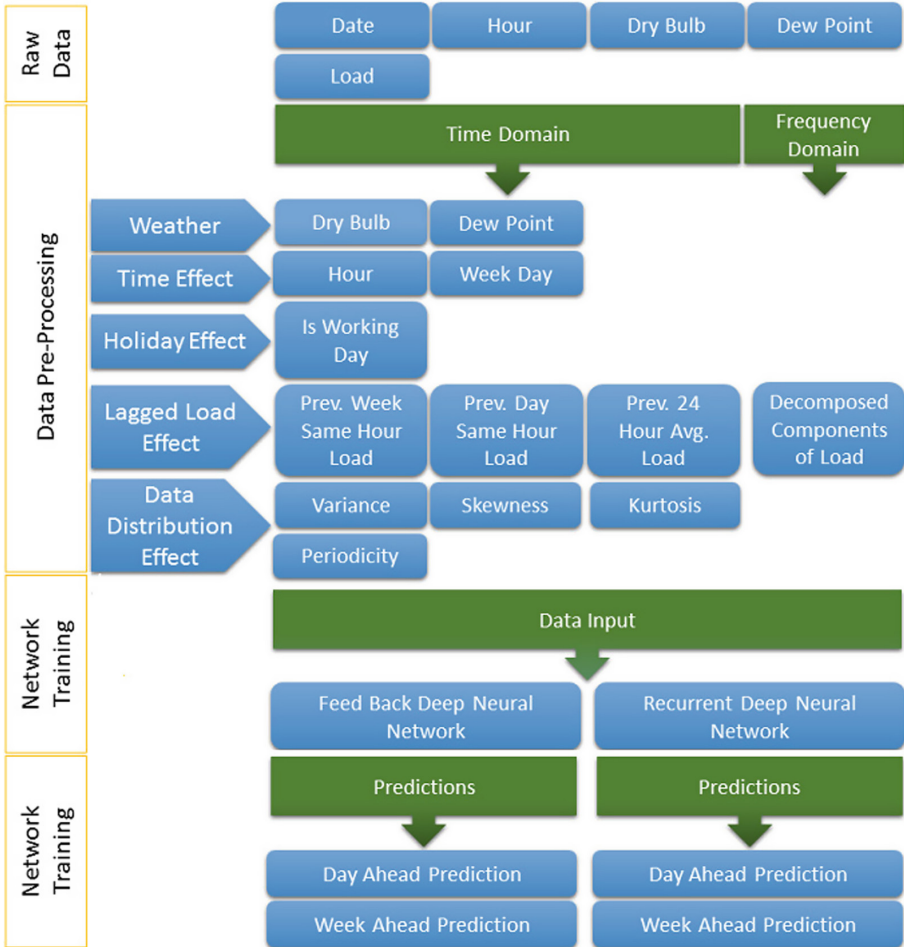 Raw
Data
Date
Hour
Dry Bulb
Dew Point
Load
Data Pre-Processing
Time Domain
Frequency
Domain
Weather
Dry Bulb
Dew Point
Time Effect
Hour
Week Day
Holiday Effect
Is Working
Day
Lagged Load
Effect
Prev. Week
Same Hour
Load
Prev. Day
Same Hour
Load
Prev. 24
Hour Avg.
Load
Decomposed
Components
of Load
Data
Distribution
Effect
Variance
Skewness
Kurtosis
Periodicity
Network
Training
Data Input
Feed Back Deep Neural
Network
Recurrent Deep Neural
Network
Network
Training
Predictions
Predictions
Day Ahead Prediction
Day Ahead Prediction
Week Ahead Prediction
Week Ahead Prediction